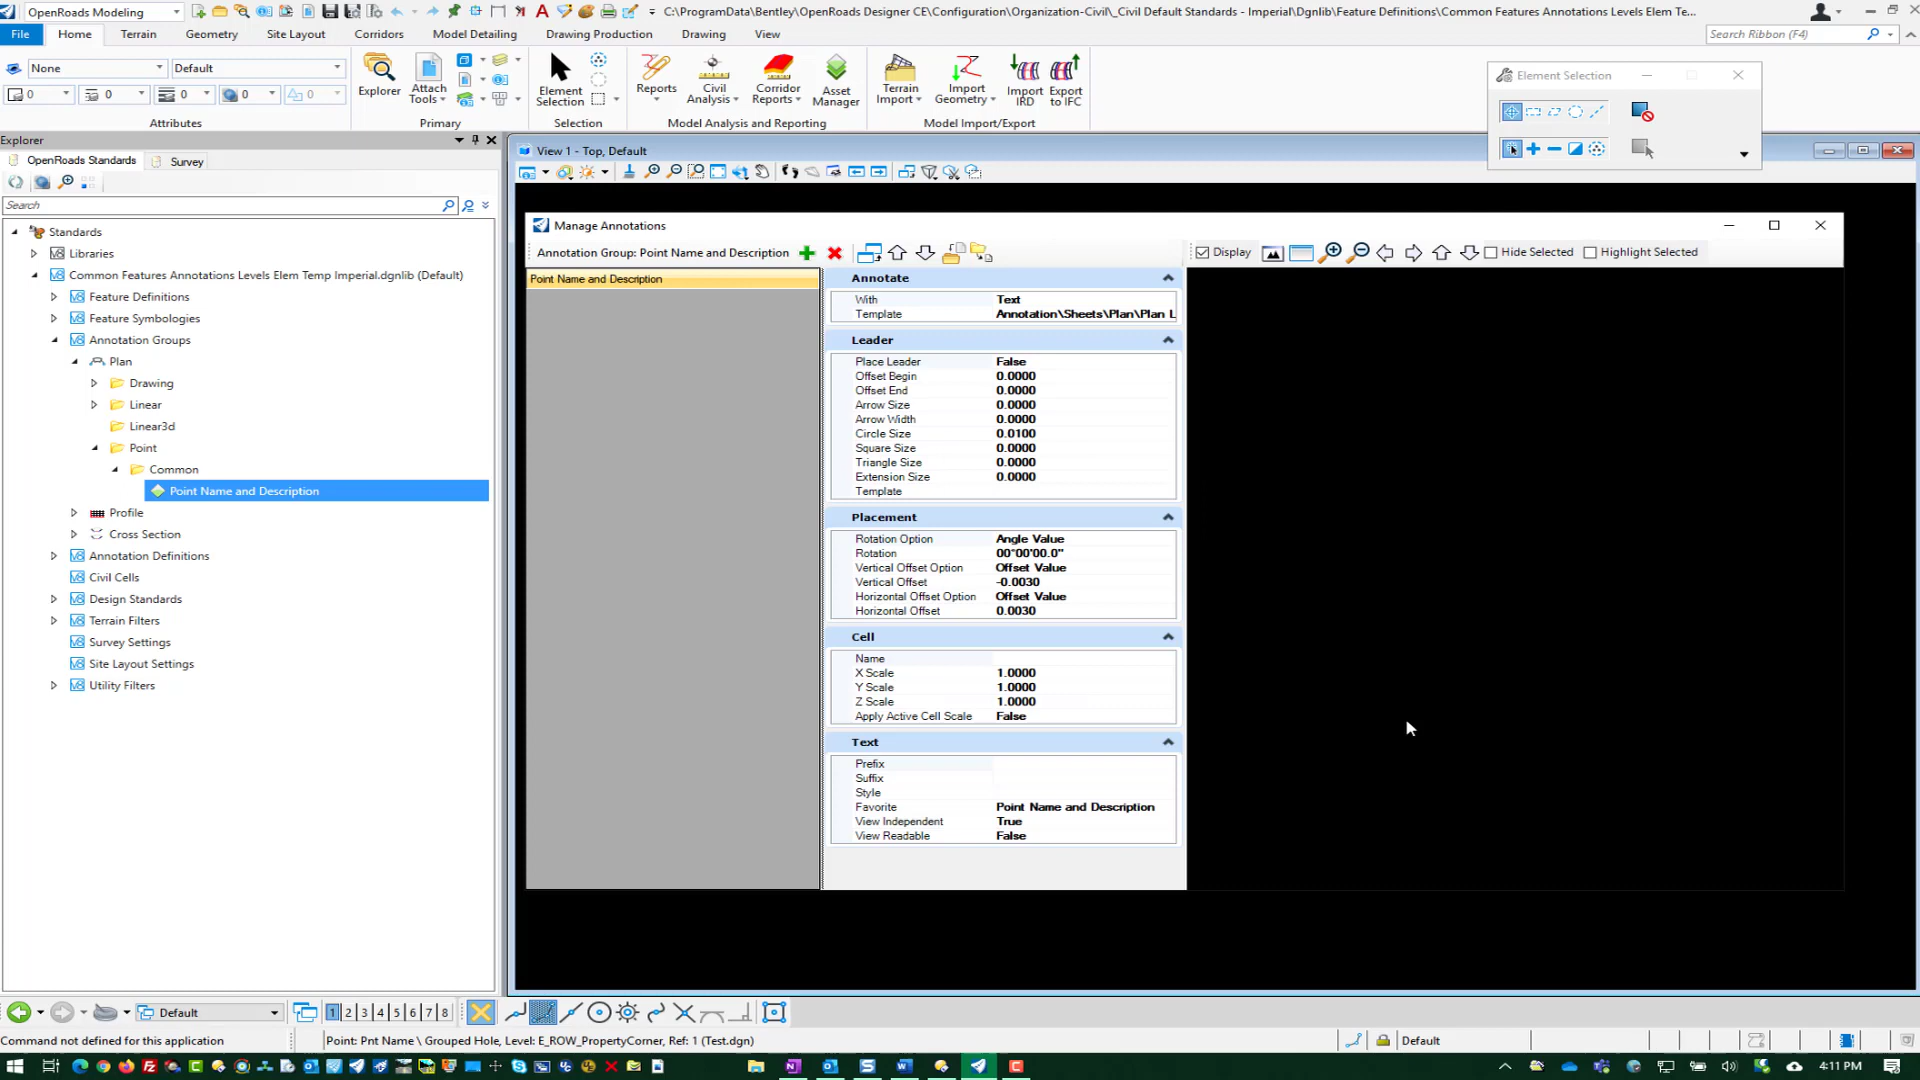 OpenRoads Modeling
C:\ProgramData\Bentley\OpenRoads Designer CE\Configuration\Organization-Civil\_Civil Default Standards - Imperial\Dgnlib\Feature Definitions\Common Features Annotations Levels Elem Te...
File Home Terrain Geometry Site Layout Corridors Model Detailing Drawing Production Drawing View
Search Ribbon (F4)
None Default
0 0 0 0 0
Attributes
Explorer
Attach Tools
Primary
Element Selection
Selection
Reports
Civil Analysis
Corridor Reports
Asset Manager
Model Analysis and Reporting
Terrain Import
Import Geometry
Import IRD
Export to IFC
Model Import/Export
Element Selection
Explorer
OpenRoads Standards Survey
Search
Standards
Libraries
Common Features Annotations Levels Elem Temp Imperial.dgnlib (Default)
Feature Definitions
Feature Symbologies
Annotation Groups
Plan
Drawing
Linear
Linear3d
Point
Common
Point Name and Description
Profile
Cross Section
Annotation Definitions
Civil Cells
Design Standards
Terrain Filters
Survey Settings
Site Layout Settings
Utility Filters
View 1 - Top, Default
Manage Annotations
Annotation Group: Point Name and Description
Display Hide Selected Highlight Selected
Point Name and Description
Annotate
With Text
Template Annotation\Sheets\Plan\Plan L
Leader
Place Leader False
Offset Begin 0.0000
Offset End 0.0000
Arrow Size 0.0000
Arrow Width 0.0000
Circle Size 0.0100
Square Size 0.0000
Triangle Size 0.0000
Extension Size 0.0000
Template
Placement
Rotation Option Angle Value
Rotation 00°00'00.0"
Vertical Offset Option Offset Value
Vertical Offset -0.0030
Horizontal Offset Option Offset Value
Horizontal Offset 0.0030
Cell
Name
X Scale 1.0000
Y Scale 1.0000
Z Scale 1.0000
Apply Active Cell Scale False
Text
Prefix
Suffix
Style
Favorite Point Name and Description
View Independent True
View Readable False
Default 1 2 3 4 5 6 7 8
Command not defined for this application
Point: Pnt Name \ Grouped Hole, Level: E_ROW_PropertyCorner, Ref: 1 (Test.dgn)
Default
4:11 PM